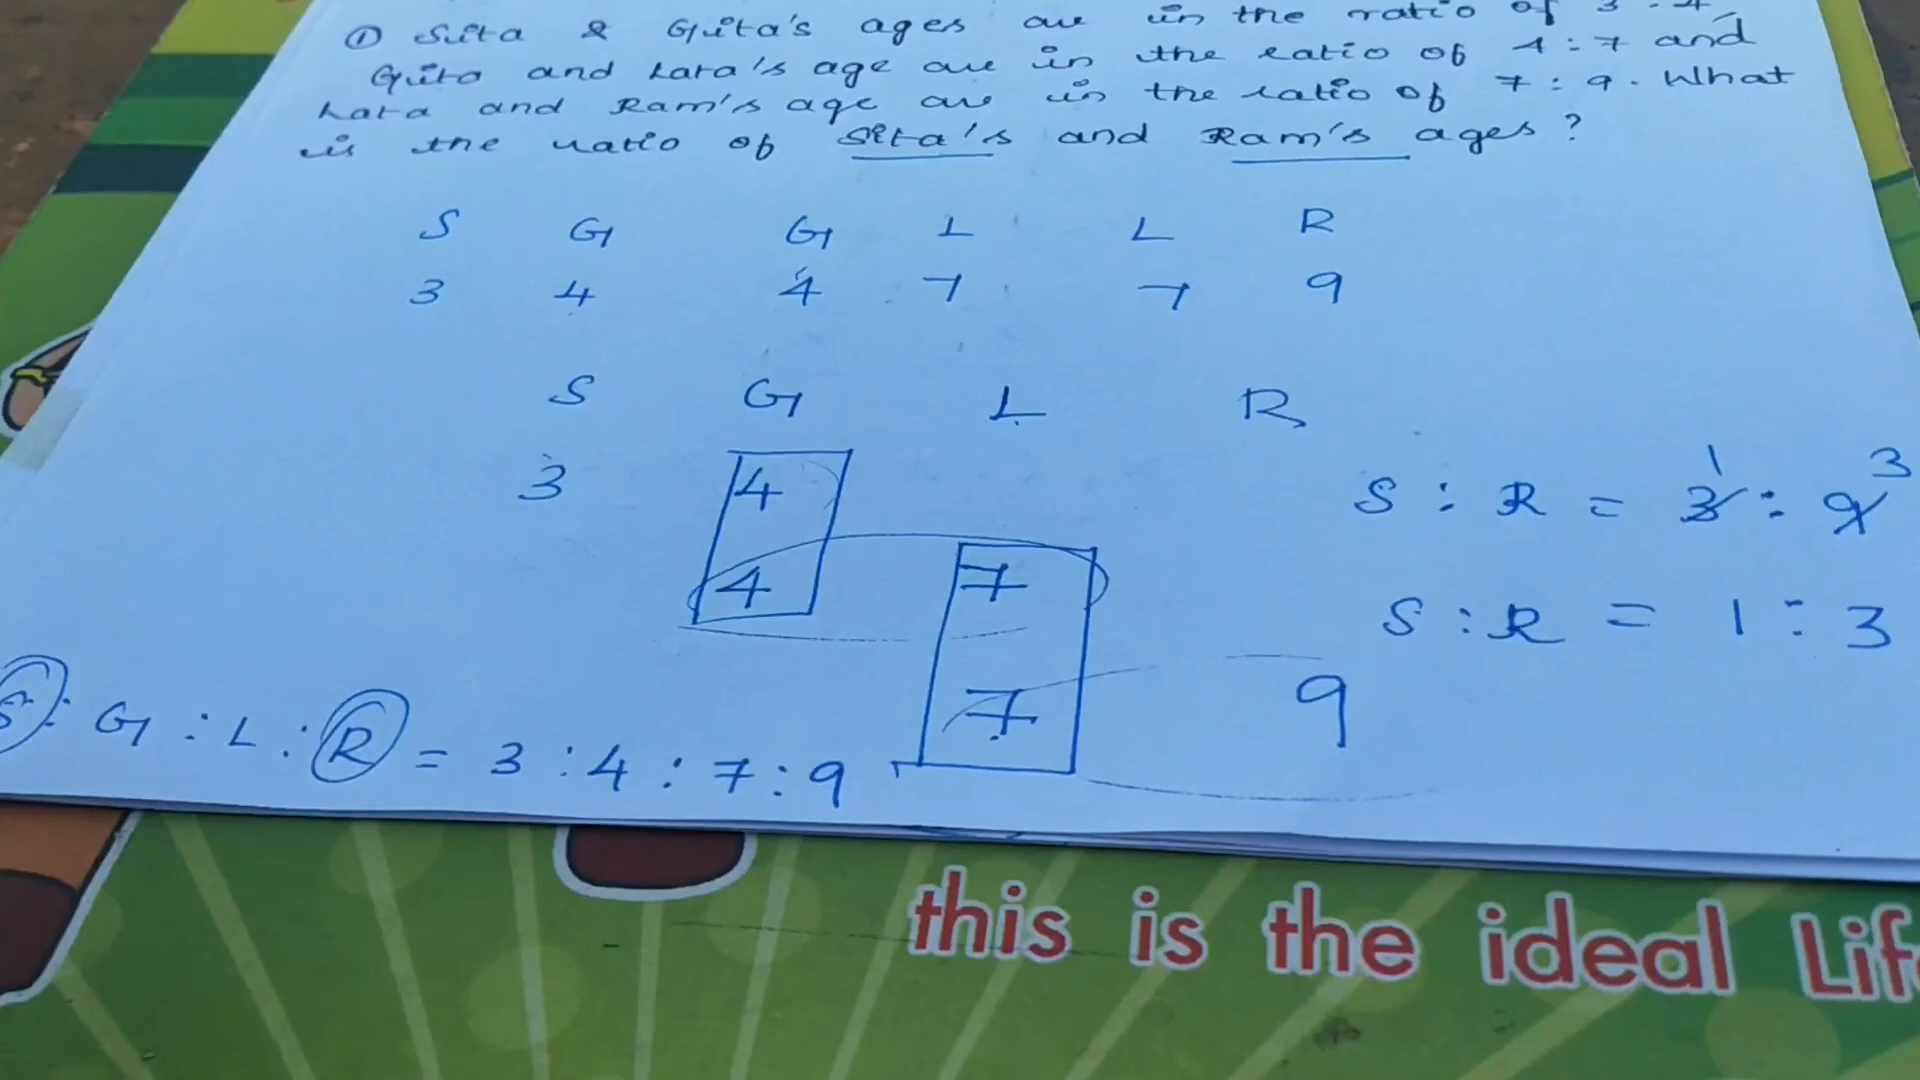 ① Sita & Gita's ages are in the ratio of 3 : 4,
Gita and Lata's age are in the ratio of 4 : 7 and
Lata and Ram's age are in the ratio of 7 : 9. What
is the ratio of Sita's and Ram's ages ?
S G G L L R
3 4 4 7 7 9
S G L R
3 4
4 7
7 9
S : R = 3 : 9
1 3
S : R = 1 : 3
S : G : L : R = 3 : 4 : 7 : 9
this is the ideal